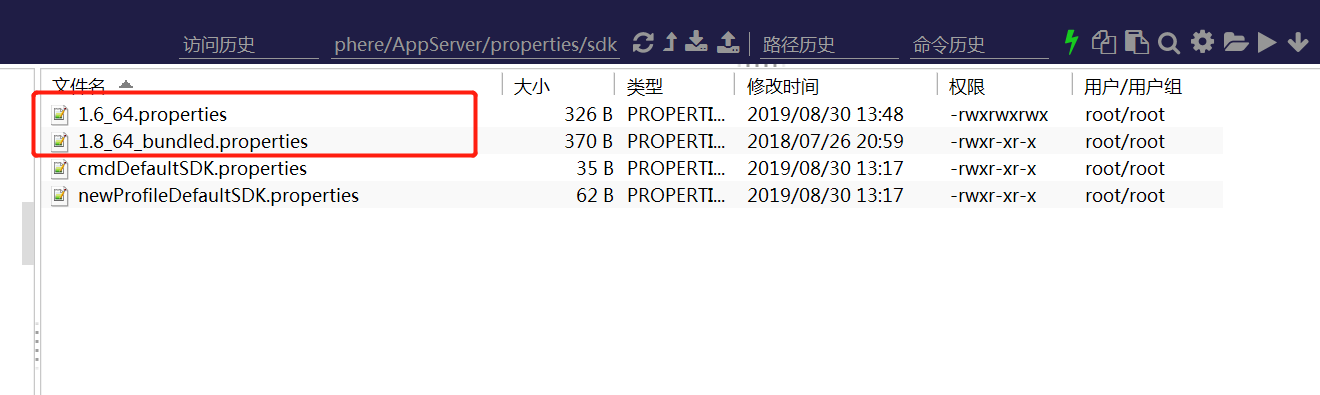 访问历史 phere/AppServer/properties/sdk 路径历史 命令历史
文件名 大小 类型 修改时间 权限 用户/用户组
1.6_64.properties 326 B PROPERTI... 2019/08/30 13:48 -rwxrwxrwx root/root
1.8_64_bundled.properties 370 B PROPERTI... 2018/07/26 20:59 -rwxr-xr-x root/root
cmdDefaultSDK.properties 35 B PROPERTI... 2019/08/30 13:17 -rwxr-xr-x root/root
newProfileDefaultSDK.properties 62 B PROPERTI... 2019/08/30 13:17 -rwxr-xr-x root/root